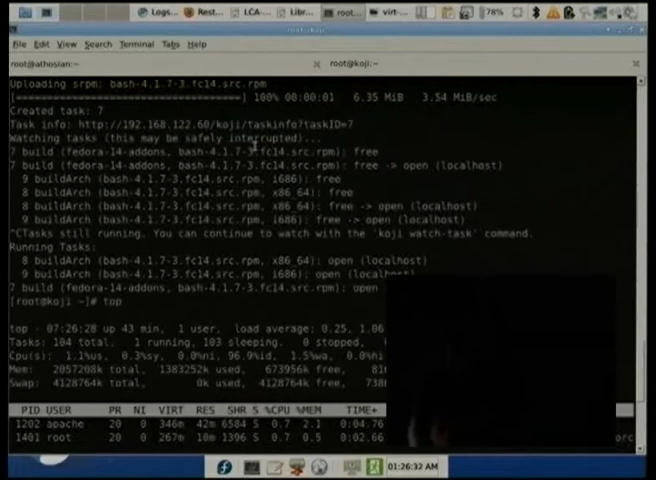 Logs... Rest... LCA-... Libr... root... virt-... 78%
File Edit View Search Terminal Tabs Help
root@athosian:~ root@koji:~
Uploading srpm: bash-4.1.7-3.fc14.src.rpm
[====================================] 100% 00:00:01 6.35 MiB 3.54 MiB/sec
Created task: 7
Task info: http://192.168.122.60/koji/taskinfo?taskID=7
Watching tasks (this may be safely interrupted)...
7 build (fedora-14-addons, bash-4.1.7-3.fc14.src.rpm): free
7 build (fedora-14-addons, bash-4.1.7-3.fc14.src.rpm): free -> open (localhost)
9 buildArch (bash-4.1.7-3.fc14.src.rpm, i686): free
8 buildArch (bash-4.1.7-3.fc14.src.rpm, x86_64): free
8 buildArch (bash-4.1.7-3.fc14.src.rpm, x86_64): free -> open (localhost)
9 buildArch (bash-4.1.7-3.fc14.src.rpm, i686): free -> open (localhost)
^CTasks still running. You can continue to watch with the 'koji watch-task' command.
Running Tasks:
8 buildArch (bash-4.1.7-3.fc14.src.rpm, x86_64): open (localhost)
9 buildArch (bash-4.1.7-3.fc14.src.rpm, i686): open (localhost)
7 build (fedora-14-addons, bash-4.1.7-3.fc14.src.rpm): open
[root@koji ~]# top
top - 07:26:28 up 43 min, 1 user, load average: 0.25, 1.06
Tasks: 104 total, 1 running, 103 sleeping, 0 stopped,
Cpu(s): 1.1%us, 0.3%sy, 0.0%ni, 96.9%id, 1.5%wa, 0.0%hi
Mem: 2057208k total, 1383252k used, 673956k free,
Swap: 4128764k total, 0k used, 4128764k free,
PID USER PR NI VIRT RES SHR S %CPU %MEM TIME+
1202 apache 20 0 346m 42m 6584 S 0.7 2.1 0:04.76
1401 root 20 0 267m 10m 1396 S 0.7 0.5 0:02.66
01:26:32 AM